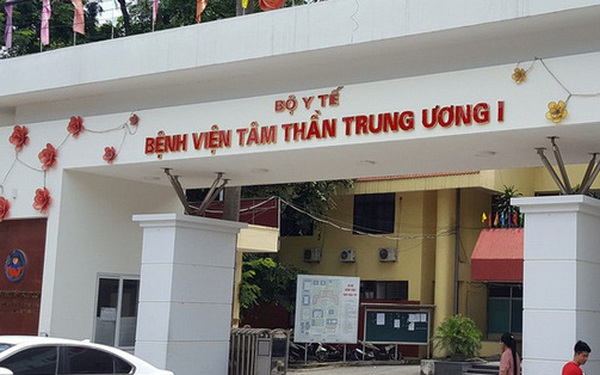 BỘ Y TẾ
BỆNH VIỆN TÂM THẦN TRUNG ƯƠNG I